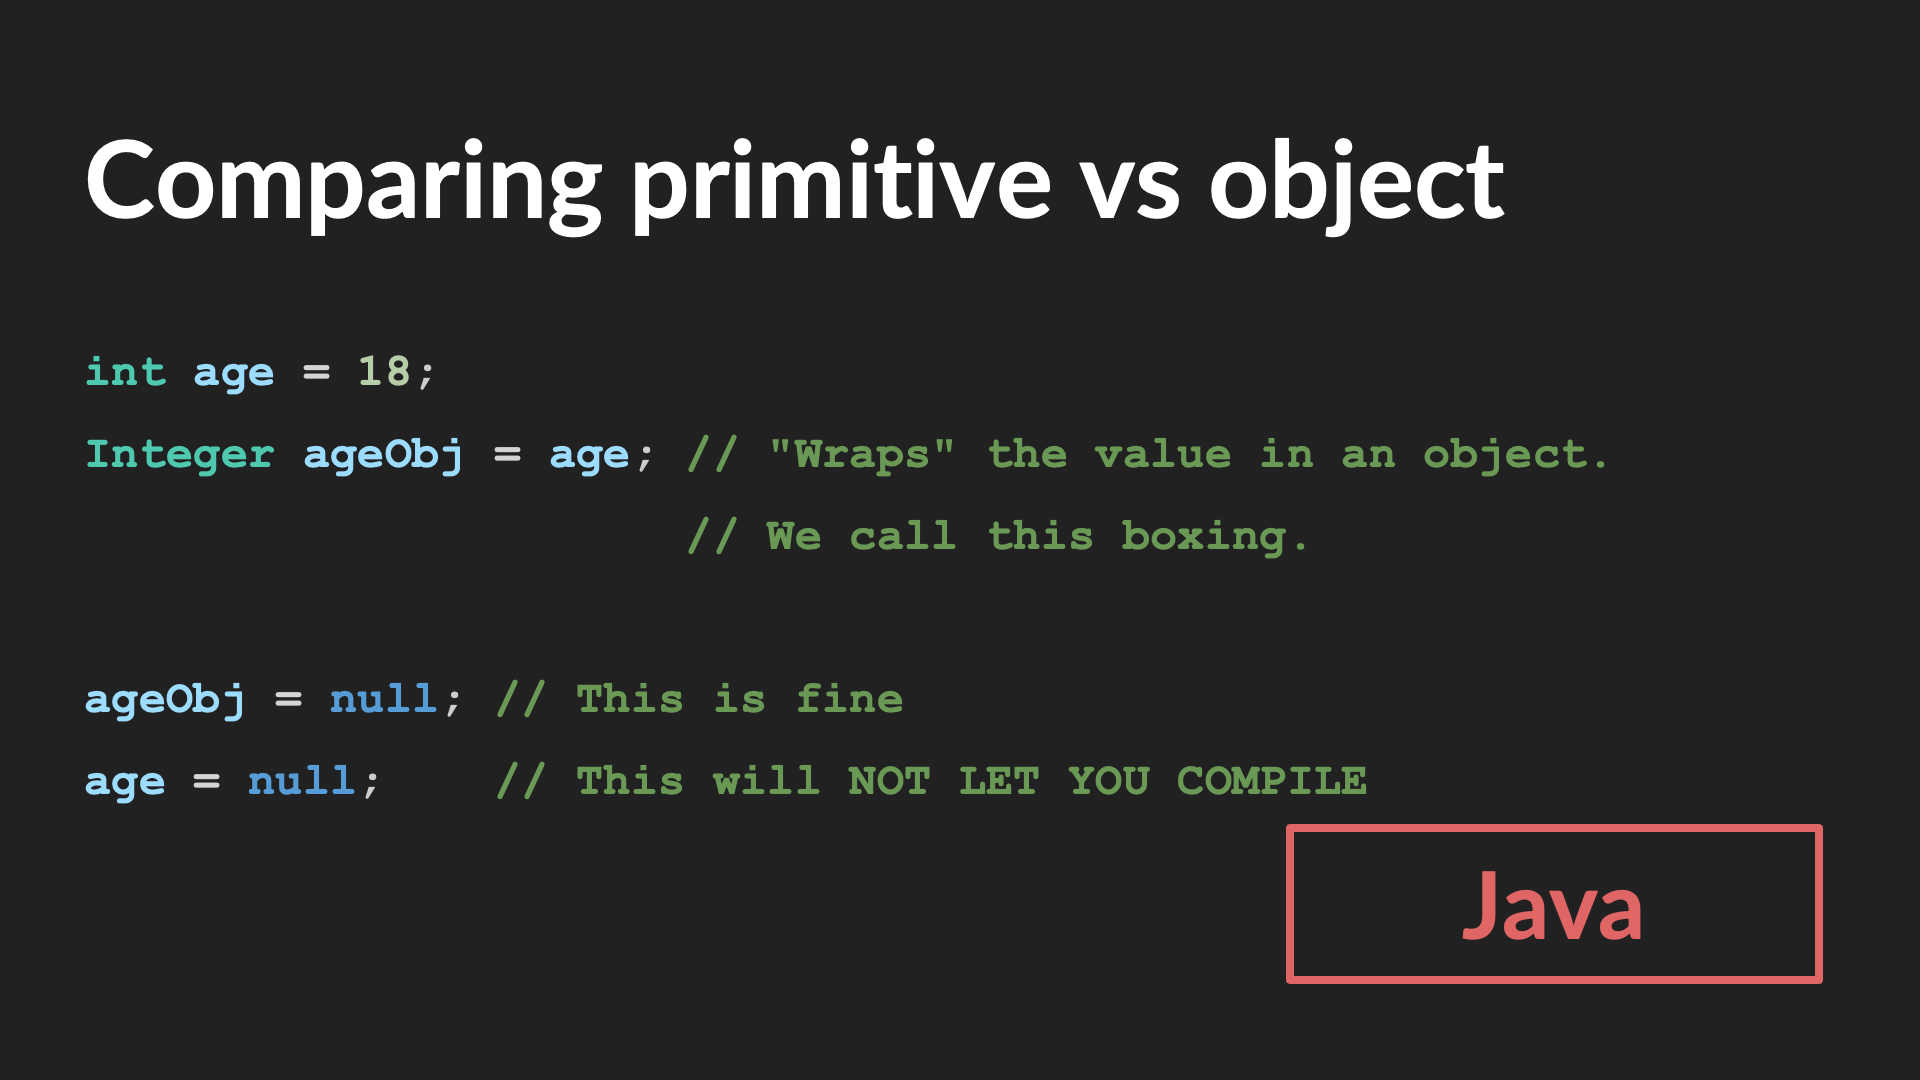 Comparing primitive vs object
int age = 18;
Integer ageObj = age; // "Wraps" the value in an object.
// We call this boxing.
ageObj = null; // This is fine
age = null;    // This will NOT LET YOU COMPILE
Java